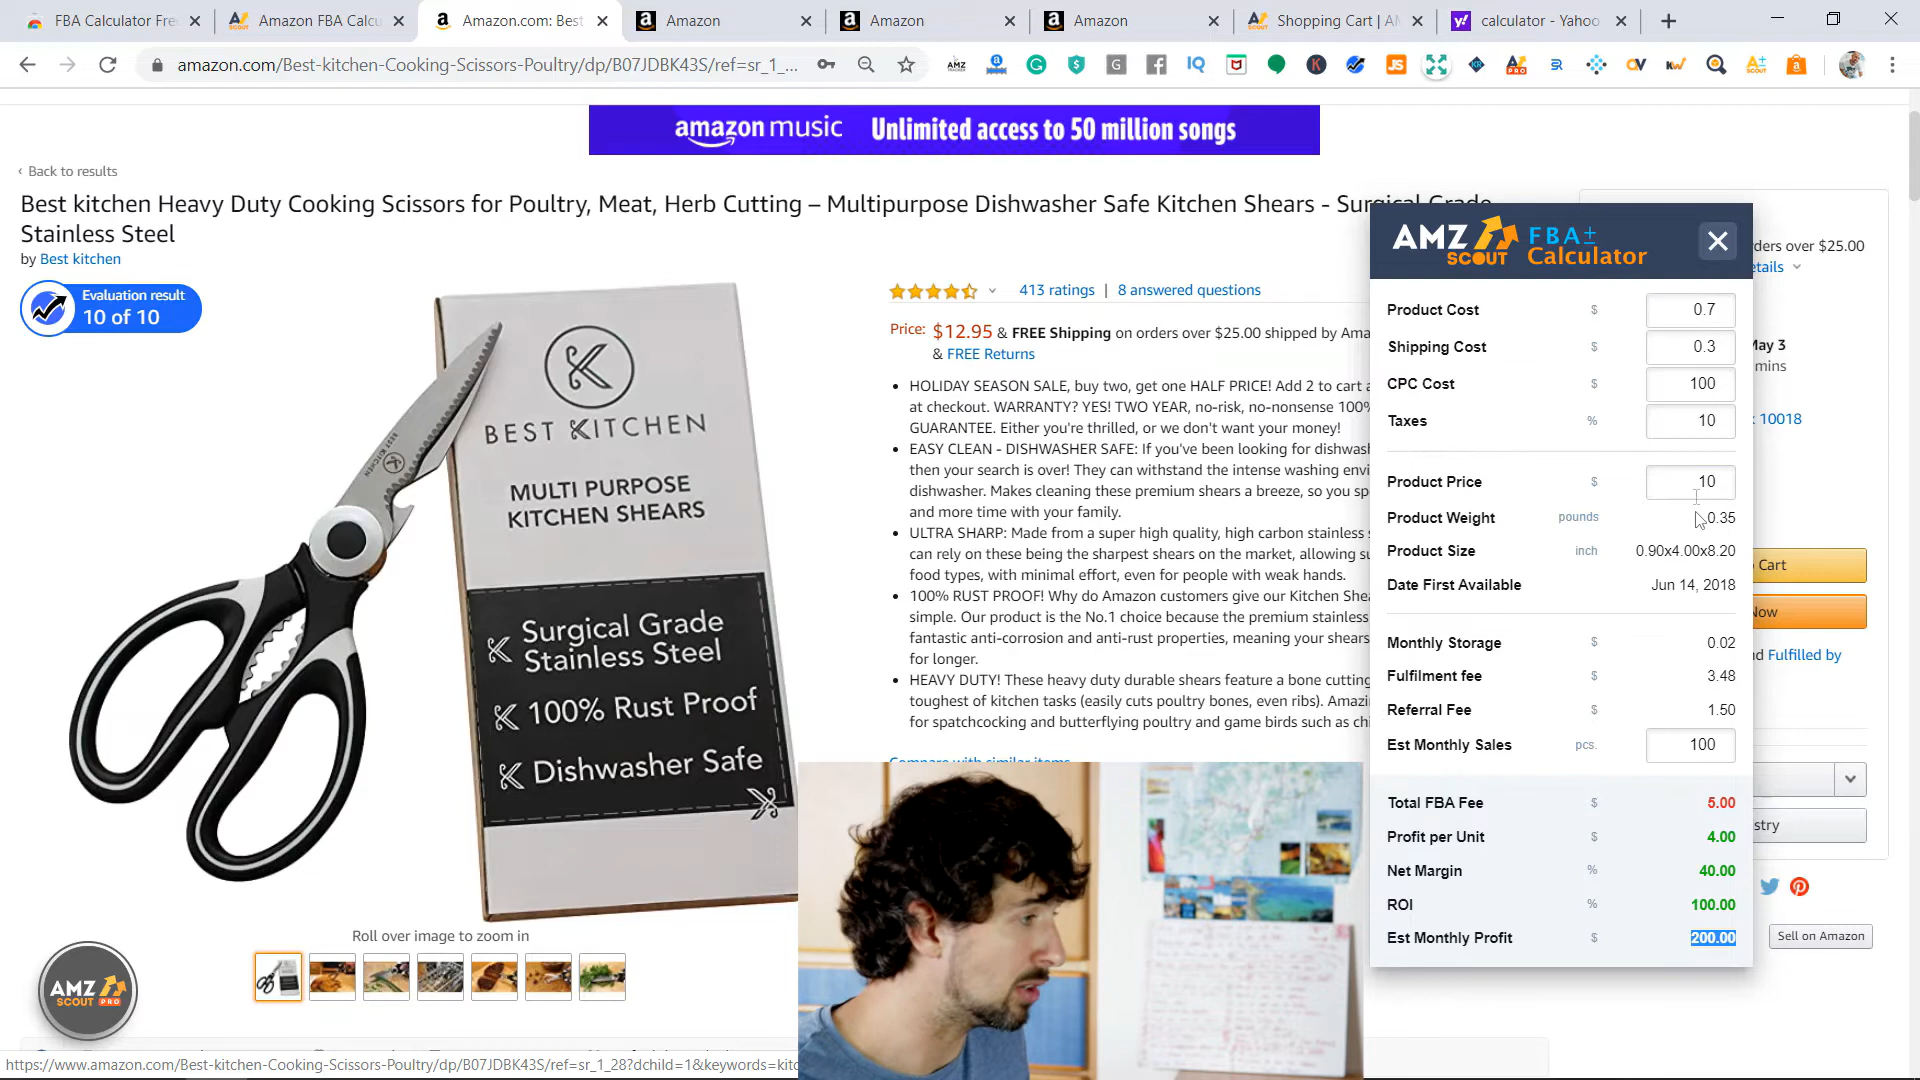 FBA Calculator Fre
Amazon FBA Calcu
Amazon.com: Best
Amazon
Amazon
Amazon
Shopping Cart | AM
calculator - Yahoo
amazon.com/Best-kitchen-Cooking-Scissors-Poultry/dp/B07JDBK43S/ref=sr_1_...
amazon music Unlimited access to 50 million songs
‹ Back to results
Best kitchen Heavy Duty Cooking Scissors for Poultry, Meat, Herb Cutting – Multipurpose Dishwasher Safe Kitchen Shears - Surgical Grade
Stainless Steel
by Best kitchen
Evaluation result
10 of 10
BEST KITCHEN
BEST KITCHEN
MULTI PURPOSE
KITCHEN SHEARS
Surgical Grade
Stainless Steel
100% Rust Proof
Dishwasher Safe
Roll over image to zoom in
AMZ
SCOUT PRO
413 ratings | 8 answered questions
Price: $12.95 & FREE Shipping on orders over $25.00 shipped by Ama
& FREE Returns
• HOLIDAY SEASON SALE, buy two, get one HALF PRICE! Add 2 to cart a
at checkout. WARRANTY? YES! TWO YEAR, no-risk, no-nonsense 100%
GUARANTEE. Either you're thrilled, or we don't want your money!
• EASY CLEAN - DISHWASHER SAFE: If you've been looking for dishwas
then your search is over! They can withstand the intense washing envi
dishwasher. Makes cleaning these premium shears a breeze, so you sp
and more time with your family.
• ULTRA SHARP: Made from a super high quality, high carbon stainless s
can rely on these being the sharpest shears on the market, allowing su
food types, with minimal effort, even for people with weak hands.
• 100% RUST PROOF! Why do Amazon customers give our Kitchen Shea
simple. Our product is the No.1 choice because the premium stainless
fantastic anti-corrosion and anti-rust properties, meaning your shears
for longer.
• HEAVY DUTY! These heavy duty durable shears feature a bone cutting
toughest of kitchen tasks (easily cuts poultry bones, even ribs). Amazi
for spatchcocking and butterflying poultry and game birds such as chi
Compare with similar items
AMZ SCOUT FBA± Calculator
Product Cost $ 0.7
Shipping Cost $ 0.3
CPC Cost $ 100
Taxes % 10
Product Price $ 10
Product Weight pounds 0.35
Product Size inch 0.90x4.00x8.20
Date First Available Jun 14, 2018
Monthly Storage $ 0.02
Fulfilment fee $ 3.48
Referral Fee $ 1.50
Est Monthly Sales pcs. 100
Total FBA Fee $ 5.00
Profit per Unit $ 4.00
Net Margin % 40.00
ROI % 100.00
Est Monthly Profit $ 200.00
ders over $25.00
etails
May 3
mins
10018
Cart
Now
d Fulfilled by
stry
Sell on Amazon
https://www.amazon.com/Best-kitchen-Cooking-Scissors-Poultry/dp/B07JDBK43S/ref=sr_1_28?dchild=1&keywords=kitc